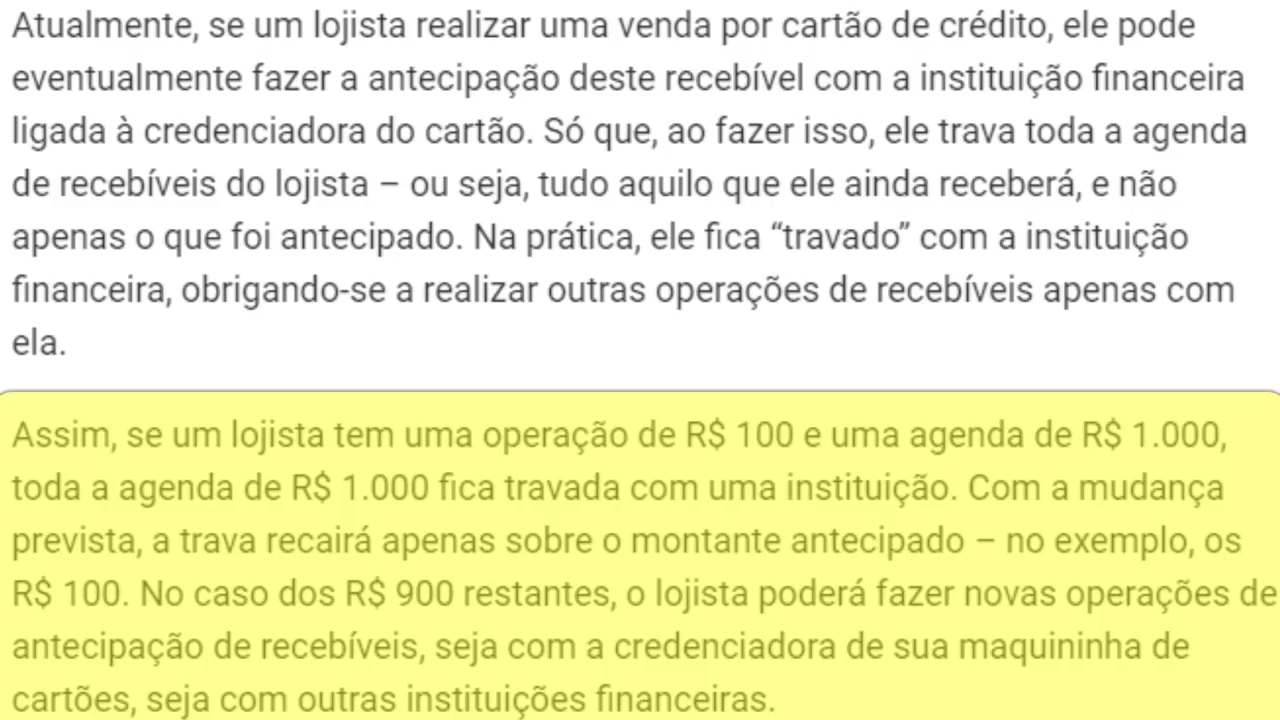 Atualmente, se um lojista realizar uma venda por cartão de crédito, ele pode
eventualmente fazer a antecipação deste recebível com a instituição financeira
ligada à credenciadora do cartão. Só que, ao fazer isso, ele trava toda a agenda
de recebíveis do lojista – ou seja, tudo aquilo que ele ainda receberá, e não
apenas o que foi antecipado. Na prática, ele fica “travado” com a instituição
financeira, obrigando-se a realizar outras operações de recebíveis apenas com
ela.
Assim, se um lojista tem uma operação de R$ 100 e uma agenda de R$ 1.000,
toda a agenda de R$ 1.000 fica travada com uma instituição. Com a mudança
prevista, a trava recairá apenas sobre o montante antecipado – no exemplo, os
R$ 100. No caso dos R$ 900 restantes, o lojista poderá fazer novas operações de
antecipação de recebíveis, seja com a credenciadora de sua maquininha de
cartões, seja com outras instituições financeiras.